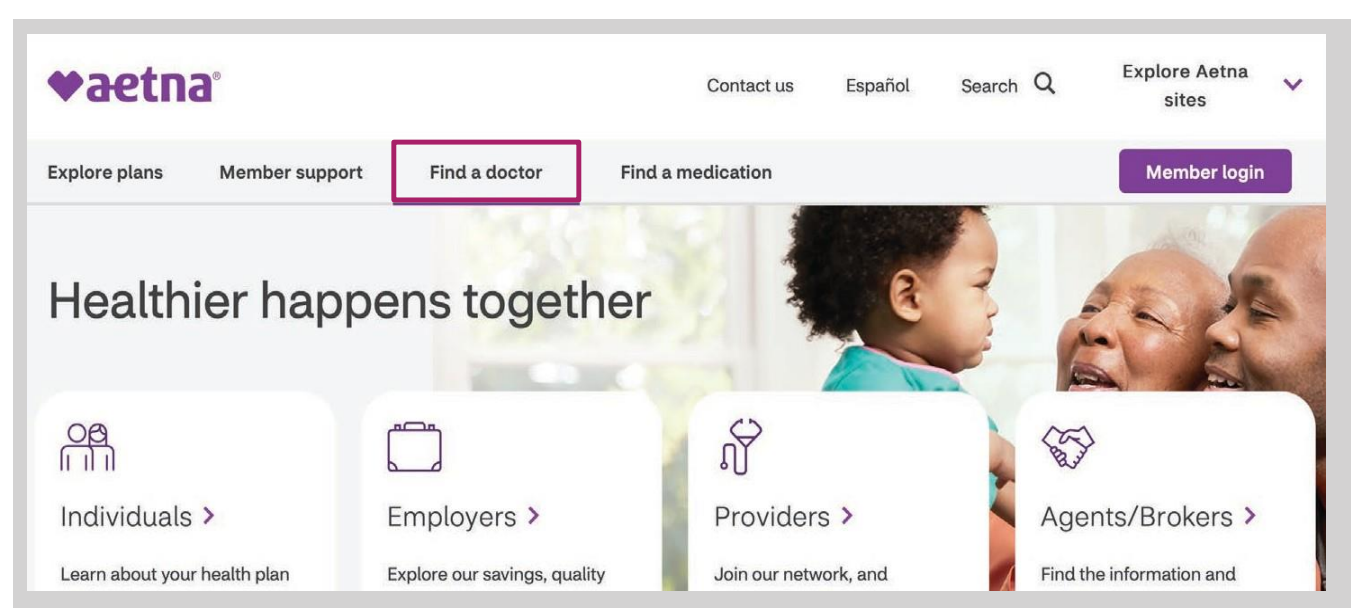 aetna®
Contact us
Español
Search
Explore Aetna
sites
Explore plans
Member support
Find a doctor
Find a medication
Member login
Healthier happens together
Individuals >
Learn about your health plan
Employers >
Explore our savings, quality
Providers >
Join our network, and
Agents/Brokers >
Find the information and